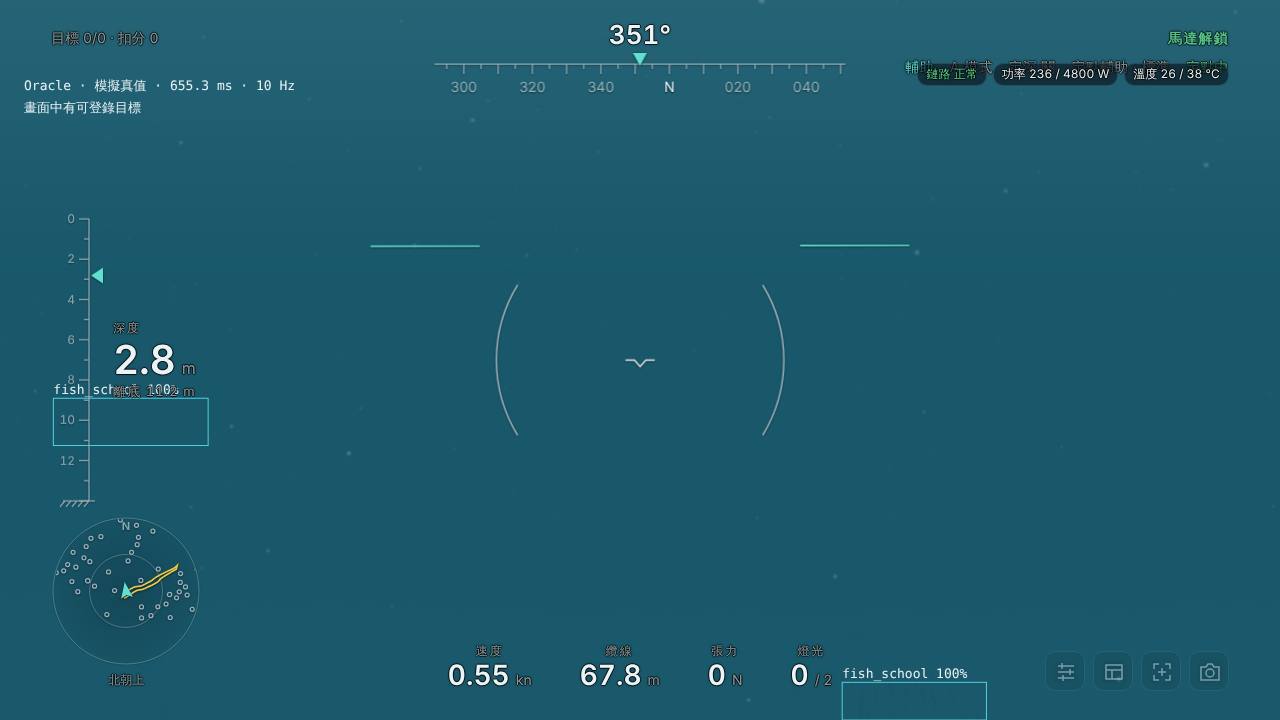 目標 0/0 · 扣分 0
351°
馬達解鎖
300 320 340 N 020 040
鏈路 正常
功率 236 / 4800 W
溫度 26 / 38 °C
Oracle · 模擬真值 · 655.3 ms · 10 Hz
畫面中有可登錄目標
0
2
4
6
8
10
12
深度
2.8 m
fish_school 100%
N
北朝上
速度
0.55 kn
纜線
67.8 m
張力
0 N
燈光
0 / 2
fish_school 100%